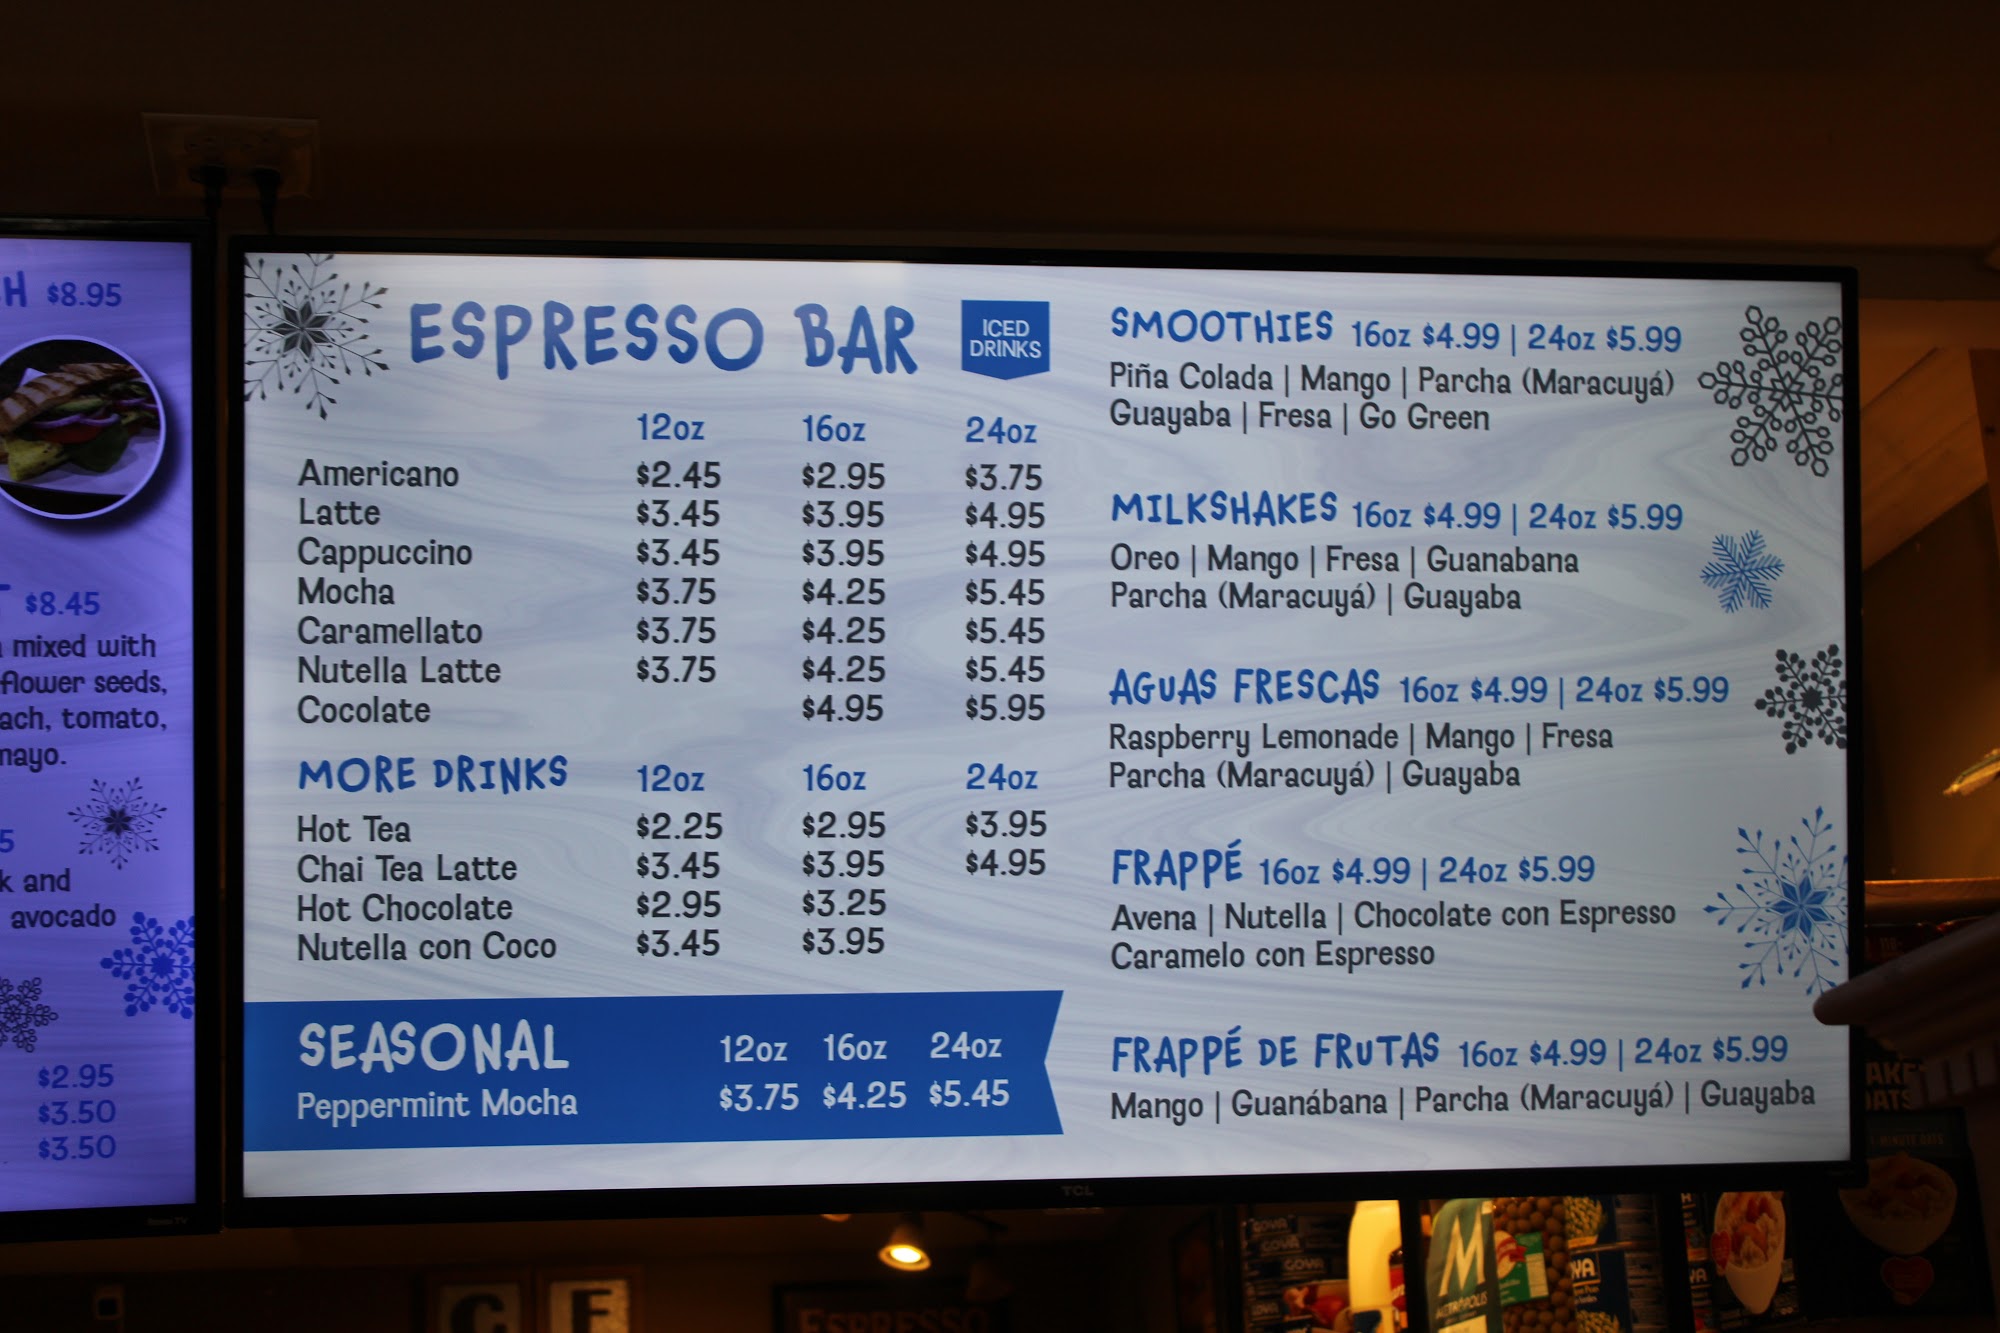 H $8.95
$8.45
mixed with
flower seeds,
ach, tomato,
mayo.
5
k and
avocado
$2.95
$3.50
$3.50
ESPRESSO BAR
ICED
DRINKS
12oz 16oz 24oz
Americano $2.45 $2.95 $3.75
Latte $3.45 $3.95 $4.95
Cappuccino $3.45 $3.95 $4.95
Mocha $3.75 $4.25 $5.45
Caramellato $3.75 $4.25 $5.45
Nutella Latte $3.75 $4.25 $5.45
Cocolate $4.95 $5.95
MORE DRINKS 12oz 16oz 24oz
Hot Tea $2.25 $2.95 $3.95
Chai Tea Latte $3.45 $3.95 $4.95
Hot Chocolate $2.95 $3.25
Nutella con Coco $3.45 $3.95
SEASONAL 12oz 16oz 24oz
Peppermint Mocha $3.75 $4.25 $5.45
SMOOTHIES 16oz $4.99 | 24oz $5.99
Piña Colada | Mango | Parcha (Maracuyá)
Guayaba | Fresa | Go Green
MILKSHAKES 16oz $4.99 | 24oz $5.99
Oreo | Mango | Fresa | Guanabana
Parcha (Maracuyá) | Guayaba
AGUAS FRESCAS 16oz $4.99 | 24oz $5.99
Raspberry Lemonade | Mango | Fresa
Parcha (Maracuyá) | Guayaba
FRAPPÉ 16oz $4.99 | 24oz $5.99
Avena | Nutella | Chocolate con Espresso
Caramelo con Espresso
FRAPPÉ DE FRUTAS 16oz $4.99 | 24oz $5.99
Mango | Guanábana | Parcha (Maracuyá) | Guayaba
TCL
Roku TV
GOYA
GOYA
GOYA
M
C F
ESPRESSO